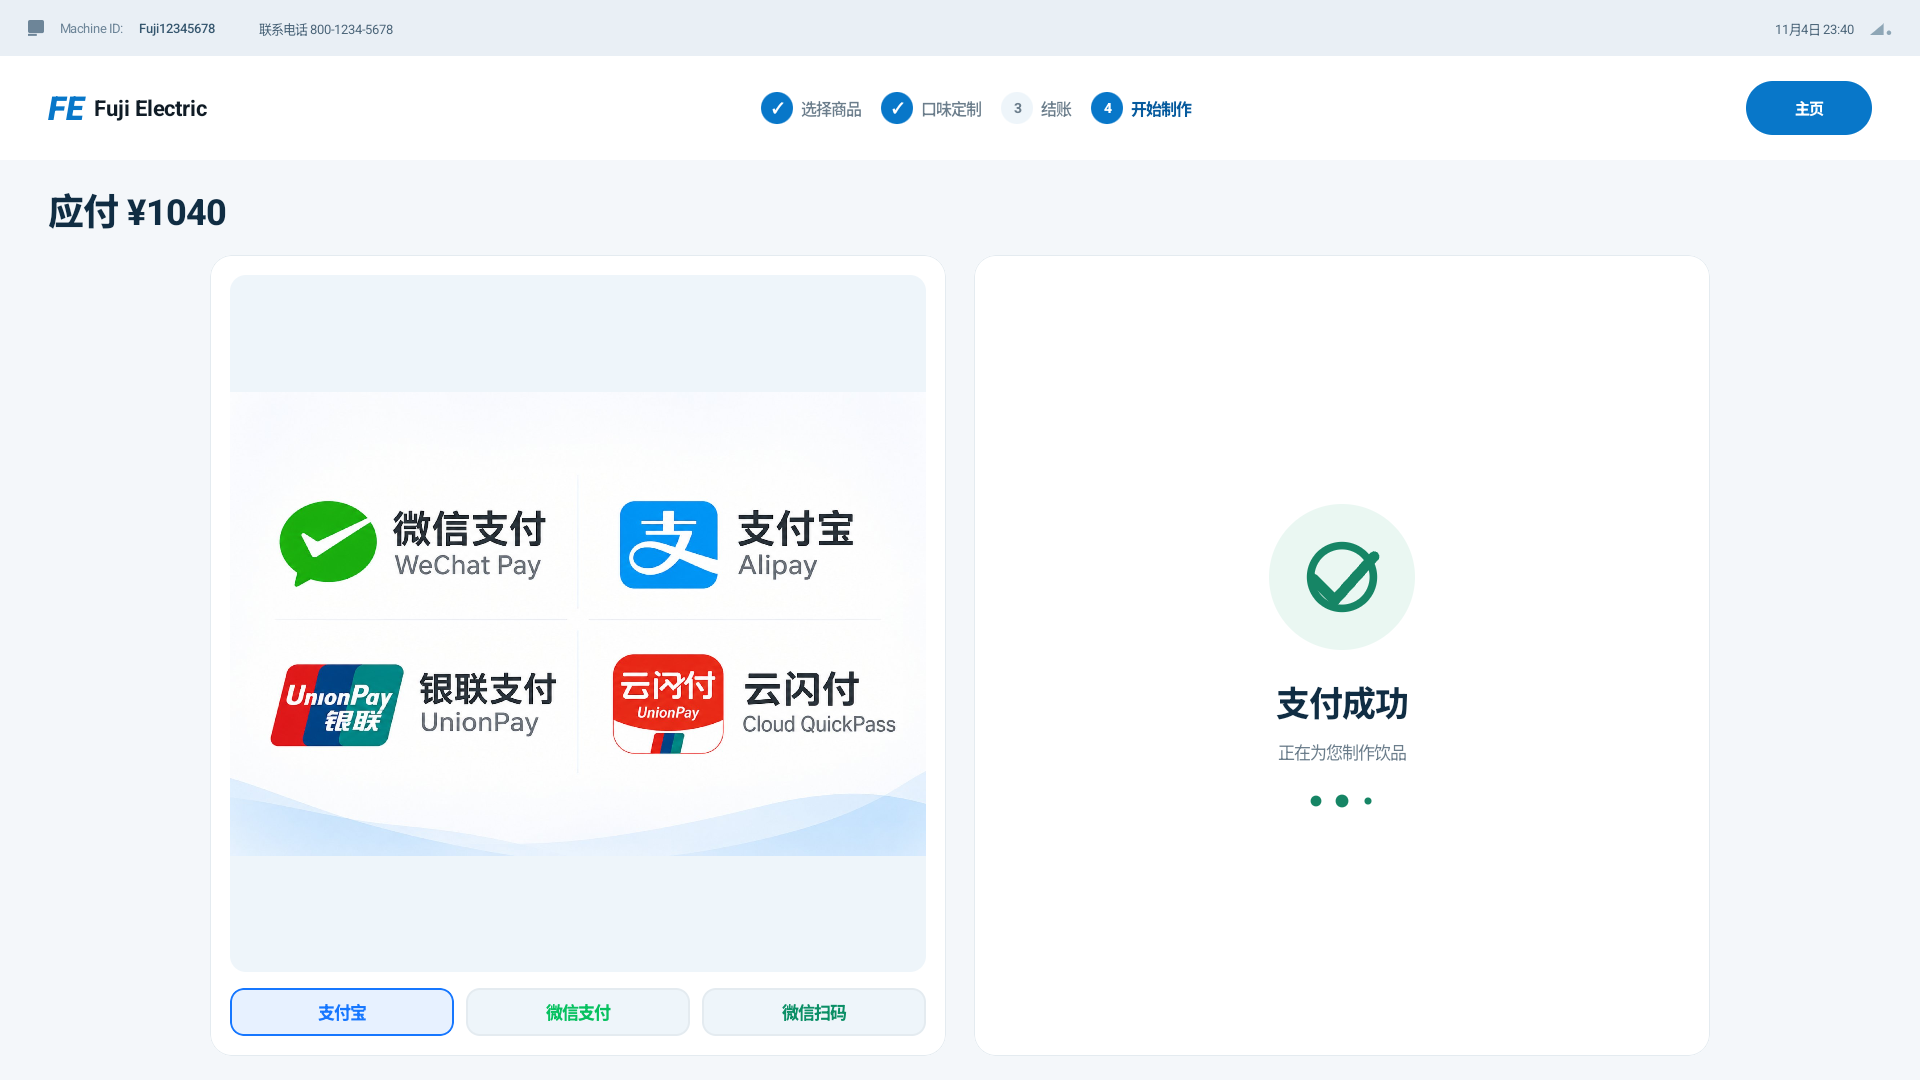 Machine ID: Fuji12345678 联系电话 800-1234-5678 11月4日 23:40
FE Fuji Electric
选择商品 口味定制 3 结账 4 开始制作
主页
应付 ¥1040
微信支付
WeChat Pay
支付宝
Alipay
UnionPay
银联
银联支付
UnionPay
云闪付
UnionPay
云闪付
Cloud QuickPass
支付宝 微信支付 微信扫码
支付成功
正在为您制作饮品